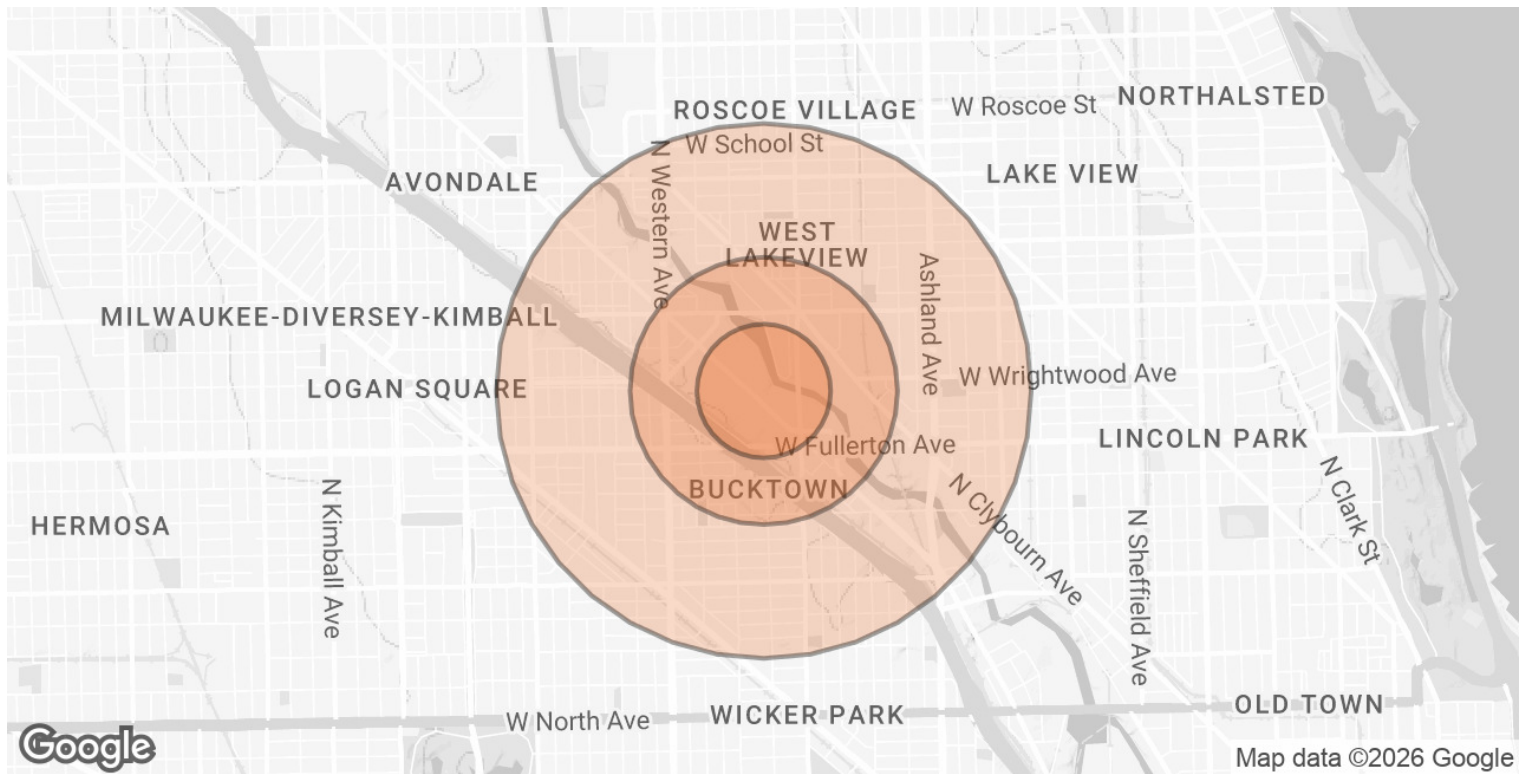 ROSCOE VILLAGE
W Roscoe St
NORTHALSTED
W School St
N Western Ave
AVONDALE
LAKE VIEW
WEST
LAKEVIEW
Ashland Ave
MILWAUKEE-DIVERSEY-KIMBALL
LOGAN SQUARE
W Wrightwood Ave
W Fullerton Ave
LINCOLN PARK
BUCKTOWN
N Clybourn Ave
N Clark St
HERMOSA
N Kimball Ave
N Sheffield Ave
W North Ave
WICKER PARK
OLD TOWN
Google
Map data ©2026 Google